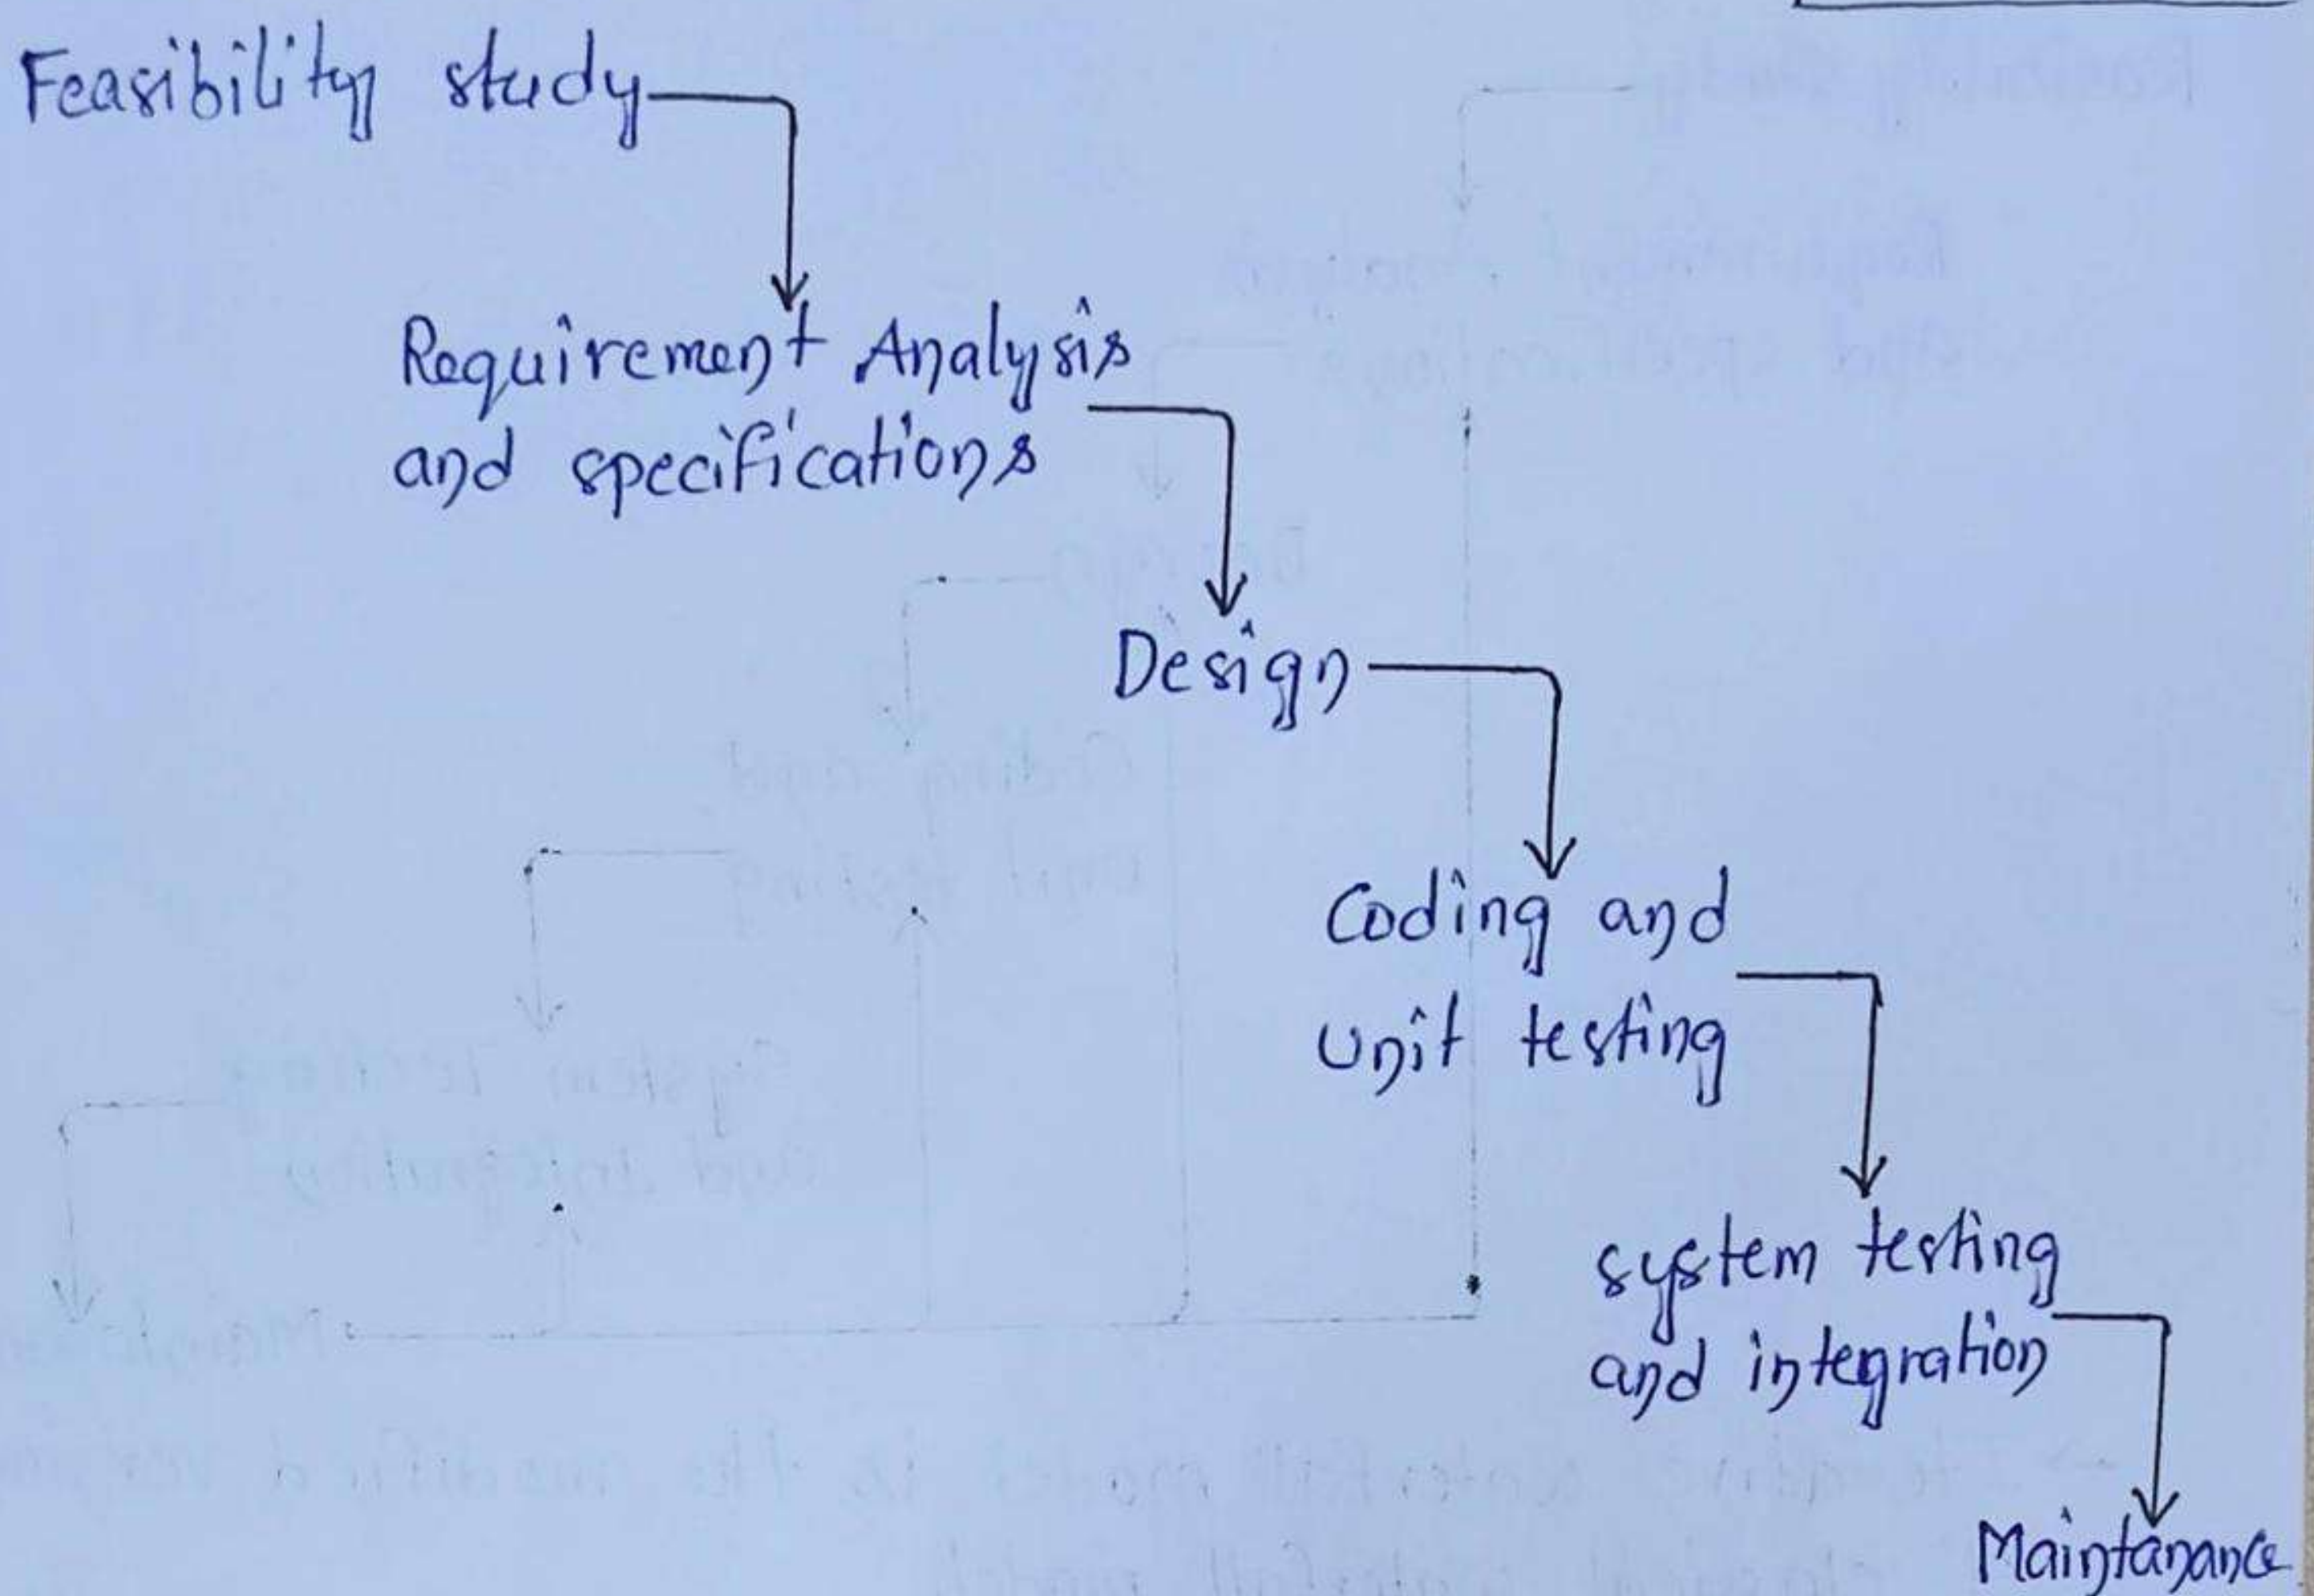 Feasibility study
Requirement Analysis
and specifications
Design
Coding and
unit testing
system testing
and integration
Maintanance